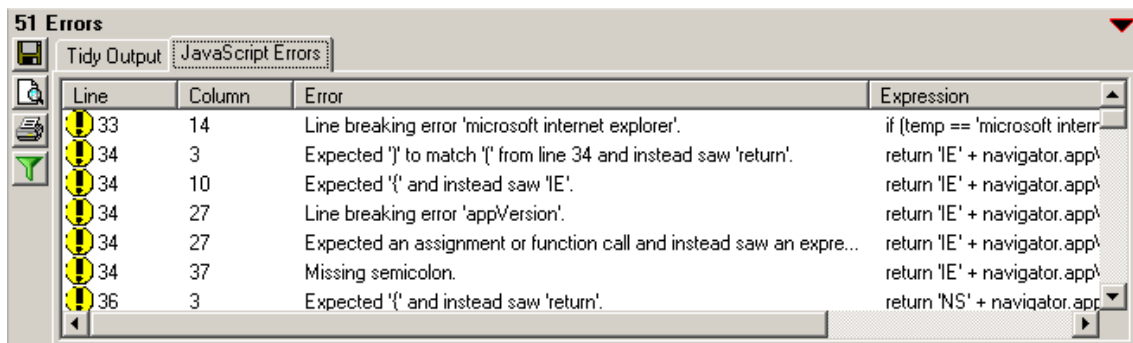 51 Errors
Tidy Output JavaScript Errors
Line Column Error Expression
33 14 Line breaking error 'microsoft internet explorer'. if (temp == 'microsoft intern
34 3 Expected ')' to match '(' from line 34 and instead saw 'return'. return 'IE' + navigator.app
34 10 Expected '{' and instead saw 'IE'. return 'IE' + navigator.app
34 27 Line breaking error 'appVersion'. return 'IE' + navigator.app
34 27 Expected an assignment or function call and instead saw an expre... return 'IE' + navigator.app
34 37 Missing semicolon. return 'IE' + navigator.app
36 3 Expected '{' and instead saw 'return'. return 'NS' + navigator.app